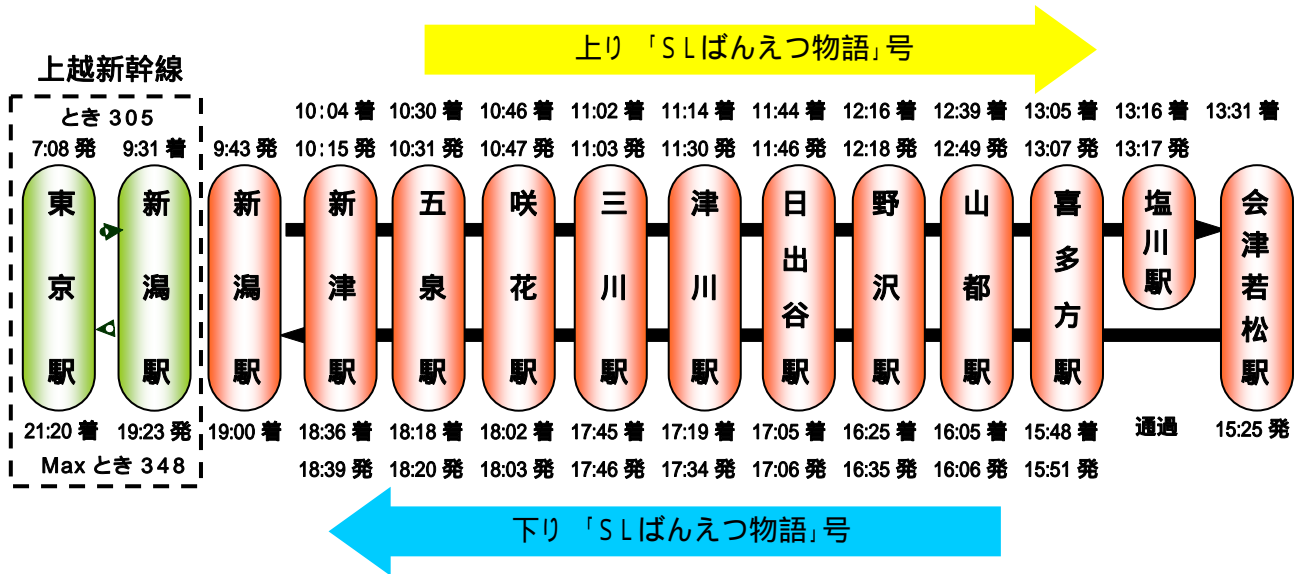 上り 「ＳＬばんえつ物語」号
上越新幹線
とき 305
10:04 着 10:30 着 10:46 着 11:02 着 11:14 着 11:44 着 12:16 着 12:39 着 13:05 着 13:16 着 13:31 着
7:08 発 9:31 着 9:43 発 10:15 発 10:31 発 10:47 発 11:03 発 11:30 発 11:46 発 12:18 発 12:49 発 13:07 発 13:17 発
東京駅
新潟駅
新潟駅
新津駅
五泉駅
咲花駅
三川駅
津川駅
日出谷駅
野沢駅
山都駅
喜多方駅
塩川駅
会津若松駅
21:20 着 19:23 発 19:00 着 18:36 着 18:18 着 18:02 着 17:45 着 17:19 着 17:05 着 16:25 着 16:05 着 15:48 着 通過 15:25 発
Max とき 348
18:39 発 18:20 発 18:03 発 17:46 発 17:34 発 17:06 発 16:35 発 16:06 発 15:51 発
下り 「ＳＬばんえつ物語」号